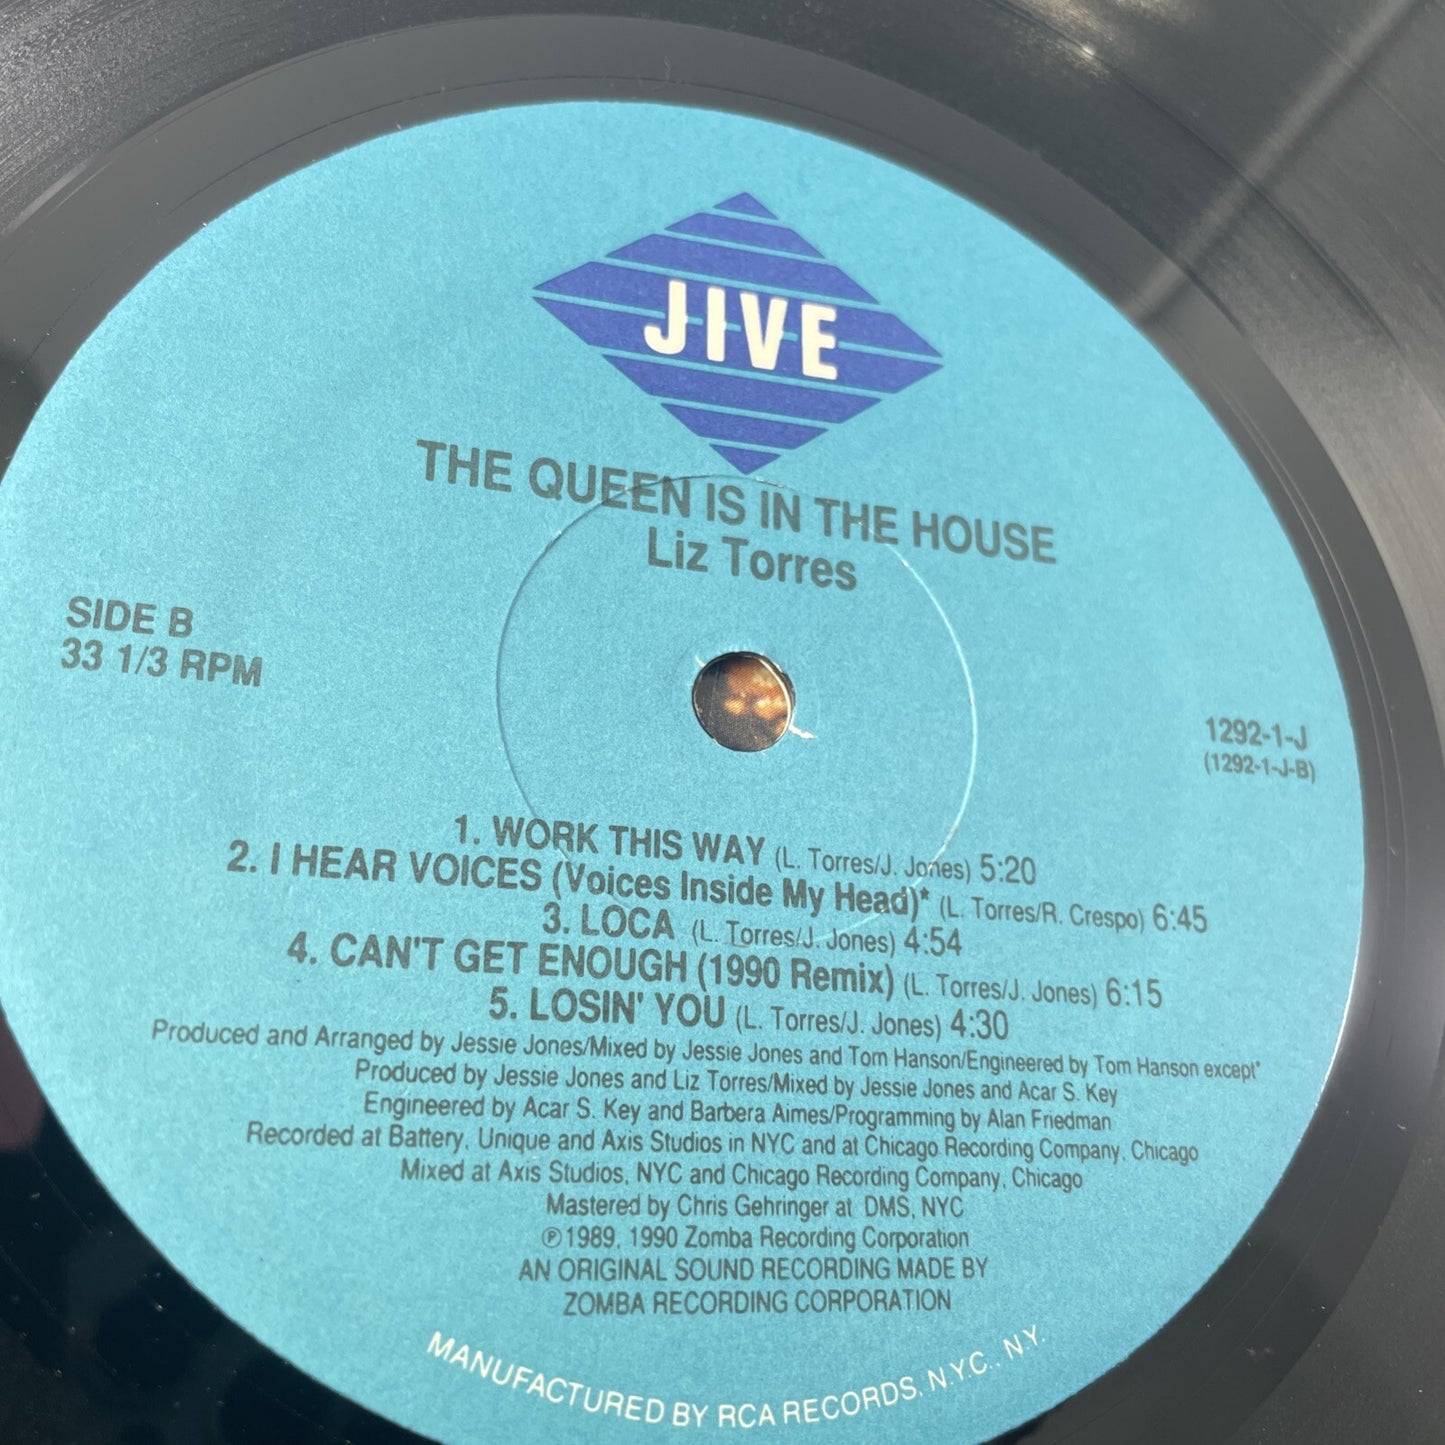 JIVE
THE QUEEN IS IN THE HOUSE
Liz Torres
SIDE B
33 1/3 RPM
1292-1-J
(1292-1-J-B)
1. WORK THIS WAY (L. Torres/J. Jones) 5:20
2. I HEAR VOICES (Voices Inside My Head)* (L. Torres/R. Crespo) 6:45
3. LOCA (L. Torres/J. Jones) 4:54
4. CAN'T GET ENOUGH (1990 Remix) (L. Torres/J. Jones) 6:15
5. LOSIN' YOU (L. Torres/J. Jones) 4:30
Produced and Arranged by Jessie Jones/Mixed by Jessie Jones and Tom Hanson/Engineered by Tom Hanson except*
Produced by Jessie Jones and Liz Torres/Mixed by Jessie Jones and Acar S. Key
Engineered by Acar S. Key and Barbera Aimes/Programming by Alan Friedman
Recorded at Battery, Unique and Axis Studios in NYC and at Chicago Recording Company, Chicago
Mixed at Axis Studios, NYC and Chicago Recording Company, Chicago
Mastered by Chris Gehringer at DMS, NYC
℗1989, 1990 Zomba Recording Corporation
AN ORIGINAL SOUND RECORDING MADE BY
ZOMBA RECORDING CORPORATION
MANUFACTURED BY RCA RECORDS, N.Y.C., N.Y.